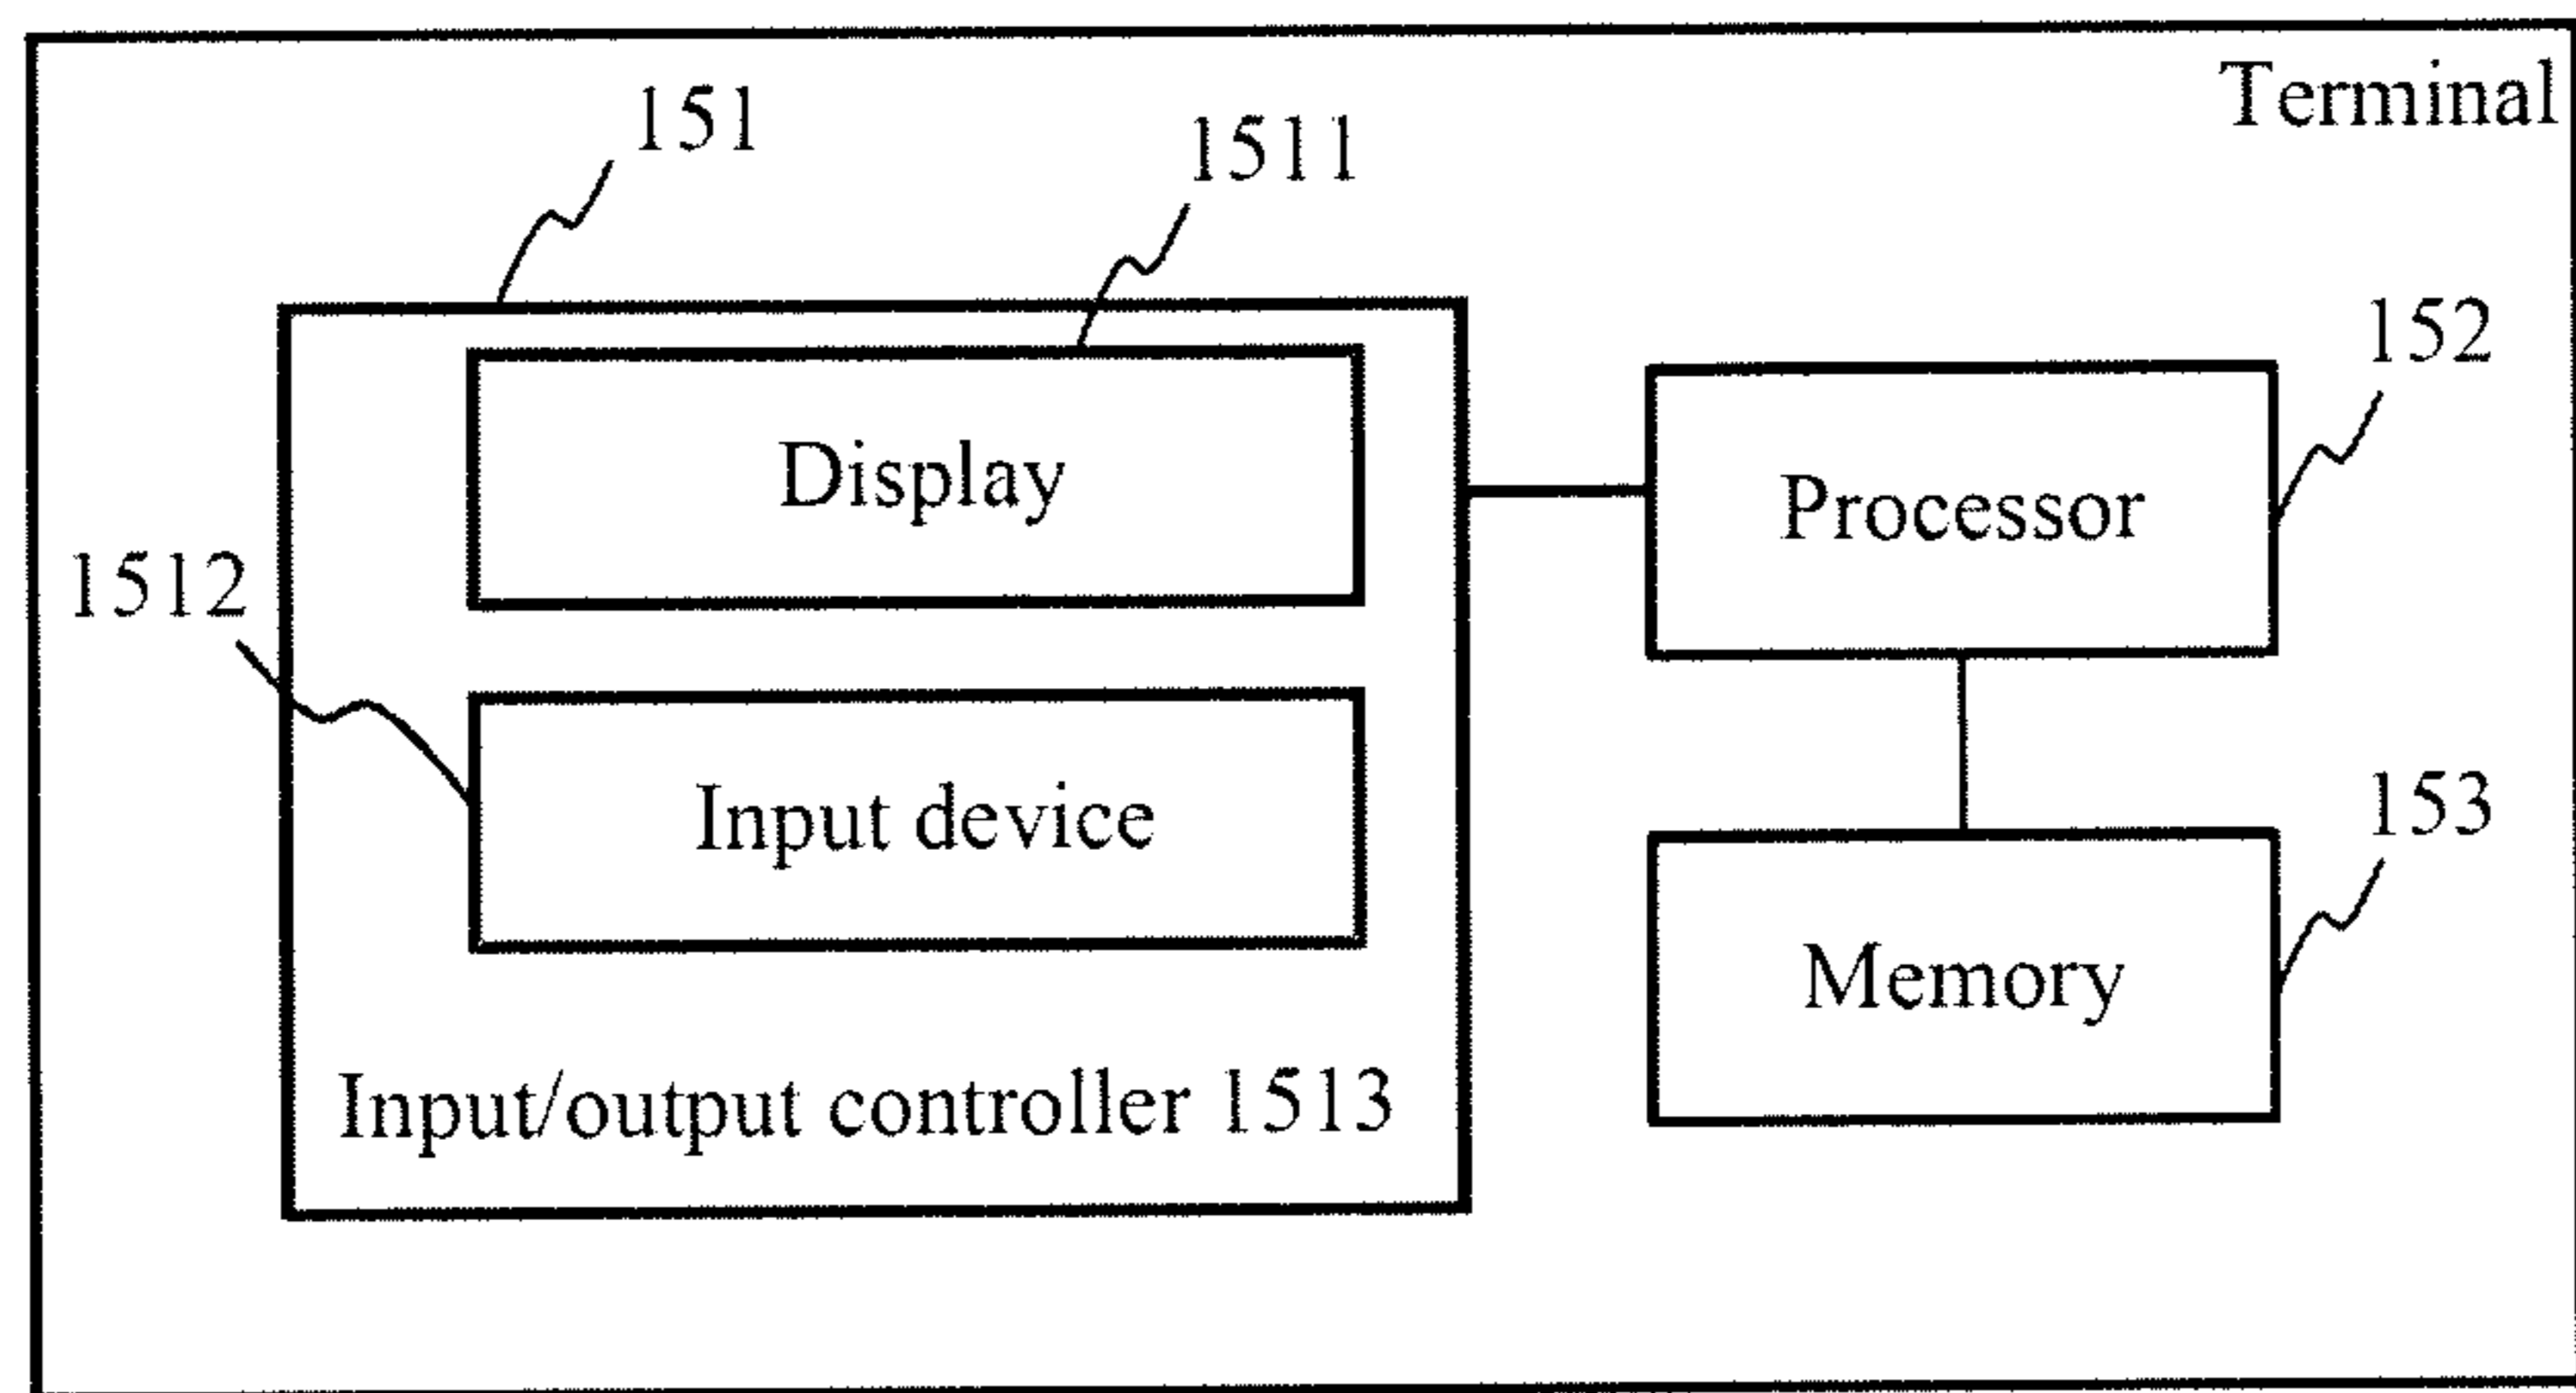 Terminal
151
1511
152
Display
Processor
1512
Input device
153
Memory
Input/output controller 1513